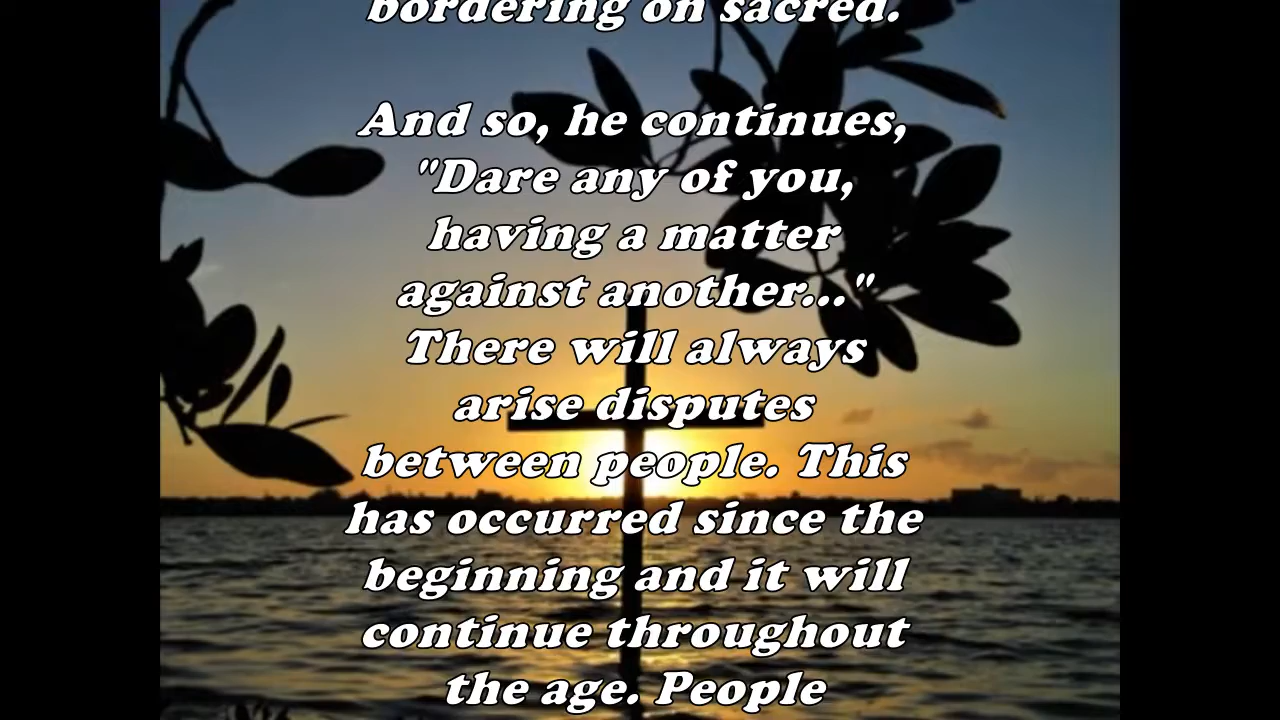 bordering on sacred.
And so, he continues,
"Dare any of you,
having a matter
against another..."
There will always
arise disputes
between people. This
has occurred since the
beginning and it will
continue throughout
the age. People